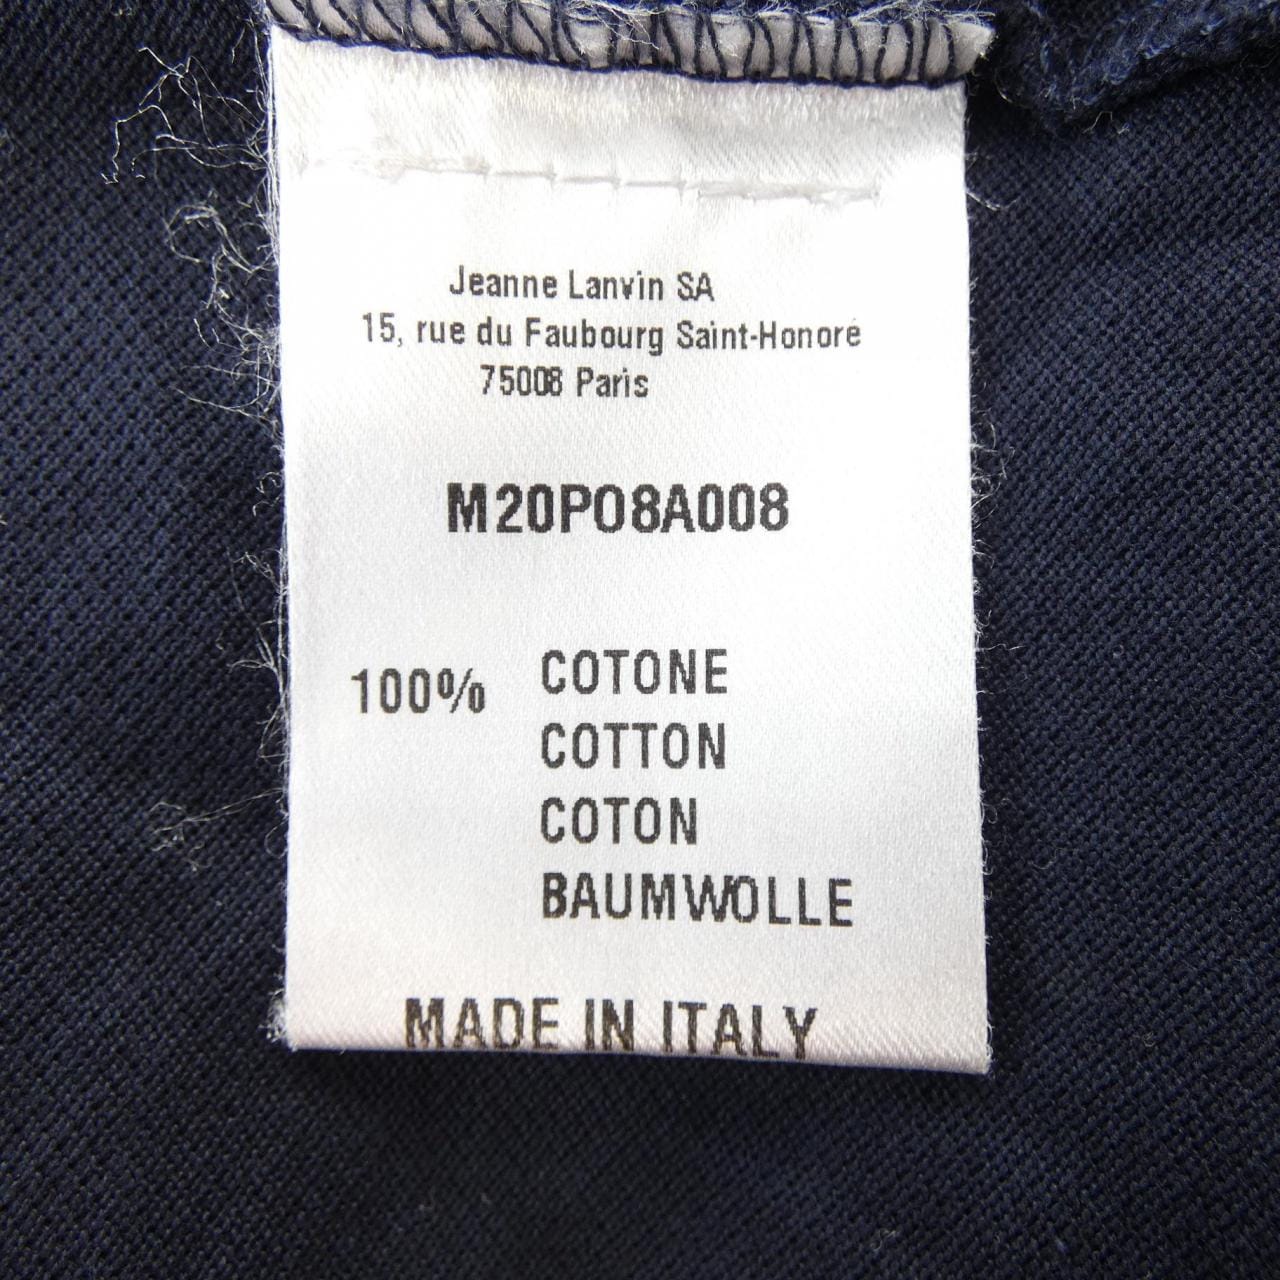 Jeanne Lanvin SA
15, rue du Faubourg Saint-Honoré
75008 Paris
M20PO8A008
100% COTONE
COTTON
COTON
BAUMWOLLE
MADE IN ITALY